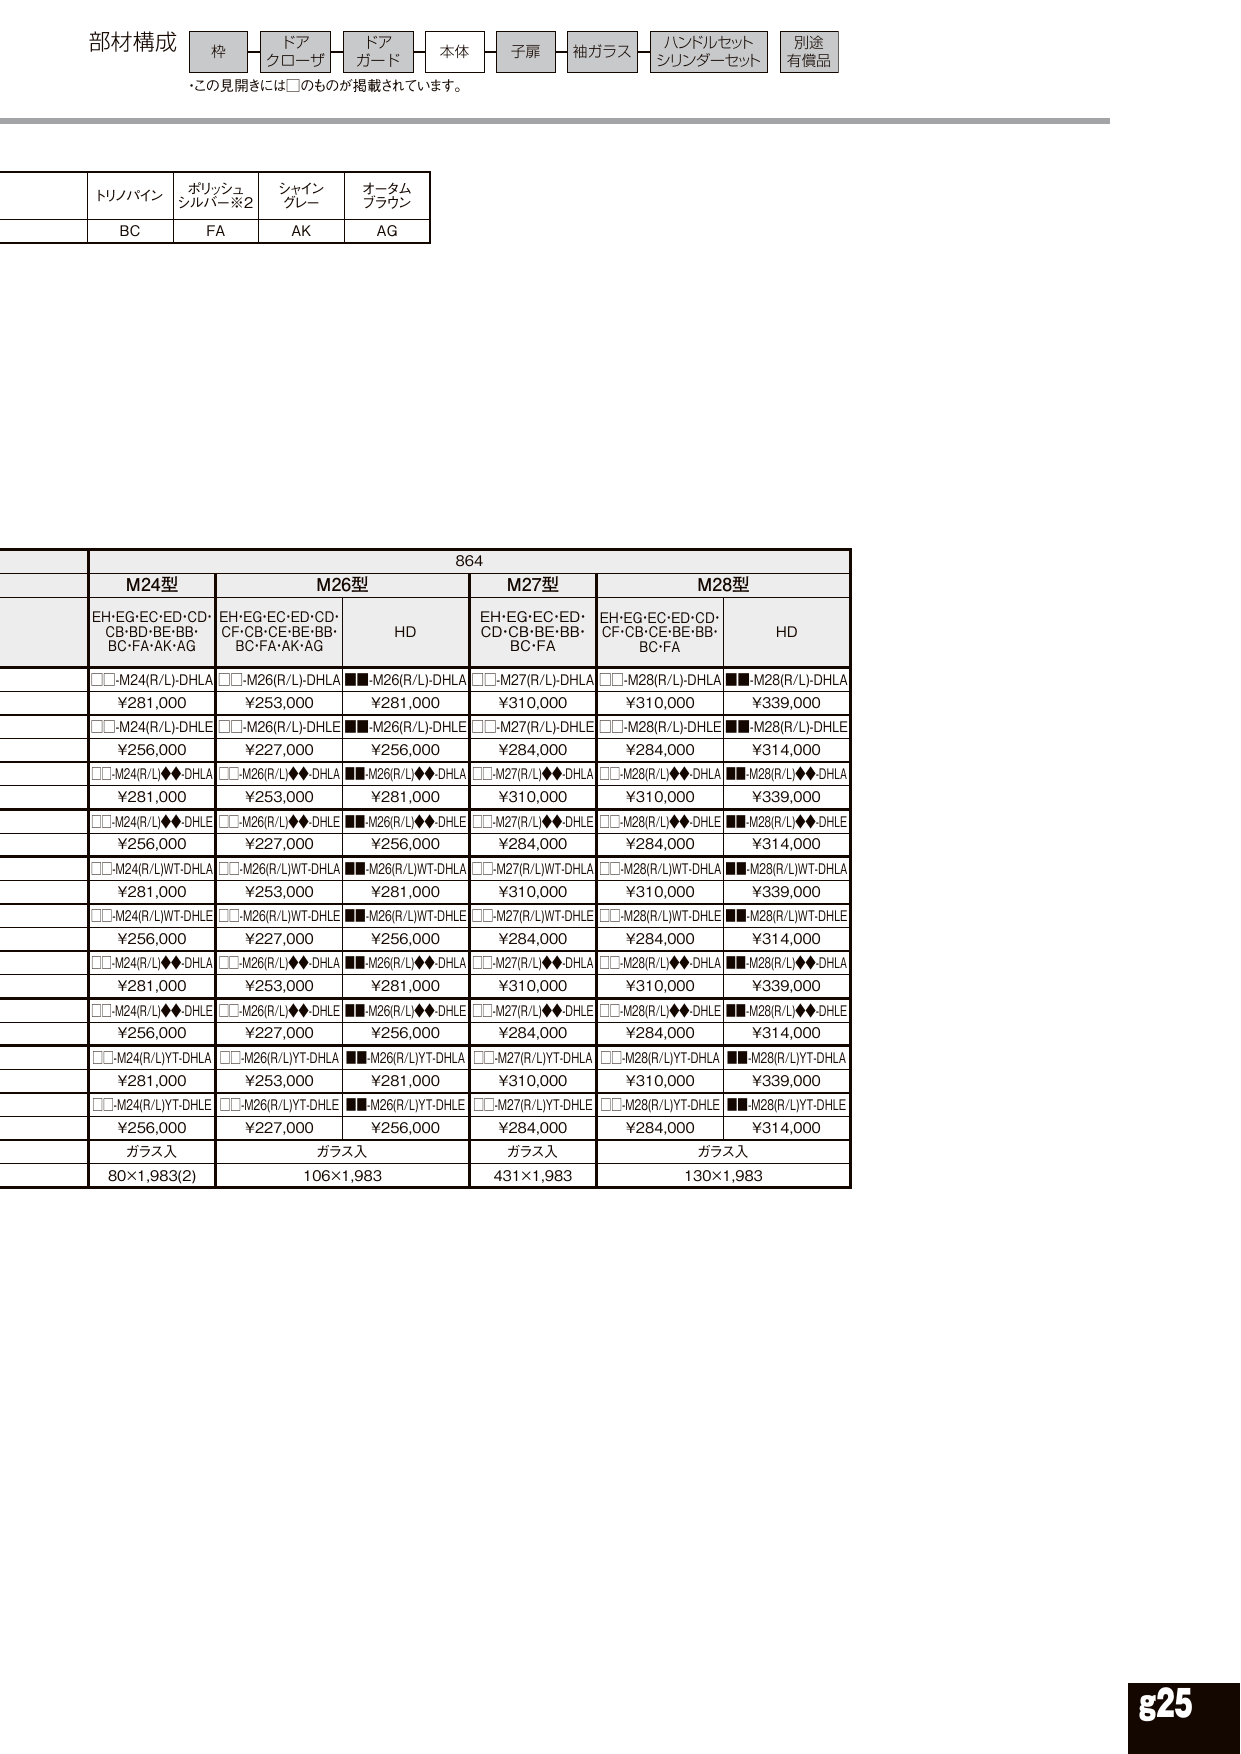 部材構成 枠 ドアクローザ ドアガード 本体 子扉 袖ガラス ハンドルセットシリンダーセット 別途有償品
・この見開きには□のものが掲載されています。
トリノパイン ポリッシュシルバー※2 シャイングレー オータムブラウン
BC FA AK AG
864
M24型 M26型 M27型 M28型
EH・EG・EC・ED・CD・ EH・EG・EC・ED・CD・ HD EH・EG・EC・ED・ EH・EG・EC・ED・CD・ HD
CB・BD・BE・BB・ CF・CB・CE・BE・BB・ CD・CB・BE・BB・ CF・CB・CE・BE・BB・
BC・FA・AK・AG BC・FA・AK・AG BC・FA BC・FA
□□-M24(R/L)-DHLA □□-M26(R/L)-DHLA ■■-M26(R/L)-DHLA □□-M27(R/L)-DHLA □□-M28(R/L)-DHLA ■■-M28(R/L)-DHLA
¥281,000 ¥253,000 ¥281,000 ¥310,000 ¥310,000 ¥339,000
□□-M24(R/L)-DHLE □□-M26(R/L)-DHLE ■■-M26(R/L)-DHLE □□-M27(R/L)-DHLE □□-M28(R/L)-DHLE ■■-M28(R/L)-DHLE
¥256,000 ¥227,000 ¥256,000 ¥284,000 ¥284,000 ¥314,000
□□-M24(R/L)◆◆-DHLA □□-M26(R/L)◆◆-DHLA ■■-M26(R/L)◆◆-DHLA □□-M27(R/L)◆◆-DHLA □□-M28(R/L)◆◆-DHLA ■■-M28(R/L)◆◆-DHLA
¥281,000 ¥253,000 ¥281,000 ¥310,000 ¥310,000 ¥339,000
□□-M24(R/L)◆◆-DHLE □□-M26(R/L)◆◆-DHLE ■■-M26(R/L)◆◆-DHLE □□-M27(R/L)◆◆-DHLE □□-M28(R/L)◆◆-DHLE ■■-M28(R/L)◆◆-DHLE
¥256,000 ¥227,000 ¥256,000 ¥284,000 ¥284,000 ¥314,000
□□-M24(R/L)WT-DHLA □□-M26(R/L)WT-DHLA ■■-M26(R/L)WT-DHLA □□-M27(R/L)WT-DHLA □□-M28(R/L)WT-DHLA ■■-M28(R/L)WT-DHLA
¥281,000 ¥253,000 ¥281,000 ¥310,000 ¥310,000 ¥339,000
□□-M24(R/L)WT-DHLE □□-M26(R/L)WT-DHLE ■■-M26(R/L)WT-DHLE □□-M27(R/L)WT-DHLE □□-M28(R/L)WT-DHLE ■■-M28(R/L)WT-DHLE
¥256,000 ¥227,000 ¥256,000 ¥284,000 ¥284,000 ¥314,000
□□-M24(R/L)◆◆-DHLA □□-M26(R/L)◆◆-DHLA ■■-M26(R/L)◆◆-DHLA □□-M27(R/L)◆◆-DHLA □□-M28(R/L)◆◆-DHLA ■■-M28(R/L)◆◆-DHLA
¥281,000 ¥253,000 ¥281,000 ¥310,000 ¥310,000 ¥339,000
□□-M24(R/L)◆◆-DHLE □□-M26(R/L)◆◆-DHLE ■■-M26(R/L)◆◆-DHLE □□-M27(R/L)◆◆-DHLE □□-M28(R/L)◆◆-DHLE ■■-M28(R/L)◆◆-DHLE
¥256,000 ¥227,000 ¥256,000 ¥284,000 ¥284,000 ¥314,000
□□-M24(R/L)YT-DHLA □□-M26(R/L)YT-DHLA ■■-M26(R/L)YT-DHLA □□-M27(R/L)YT-DHLA □□-M28(R/L)YT-DHLA ■■-M28(R/L)YT-DHLA
¥281,000 ¥253,000 ¥281,000 ¥310,000 ¥310,000 ¥339,000
□□-M24(R/L)YT-DHLE □□-M26(R/L)YT-DHLE ■■-M26(R/L)YT-DHLE □□-M27(R/L)YT-DHLE □□-M28(R/L)YT-DHLE ■■-M28(R/L)YT-DHLE
¥256,000 ¥227,000 ¥256,000 ¥284,000 ¥284,000 ¥314,000
ガラス入 ガラス入 ガラス入 ガラス入
80×1,983(2) 106×1,983 431×1,983 130×1,983
g25